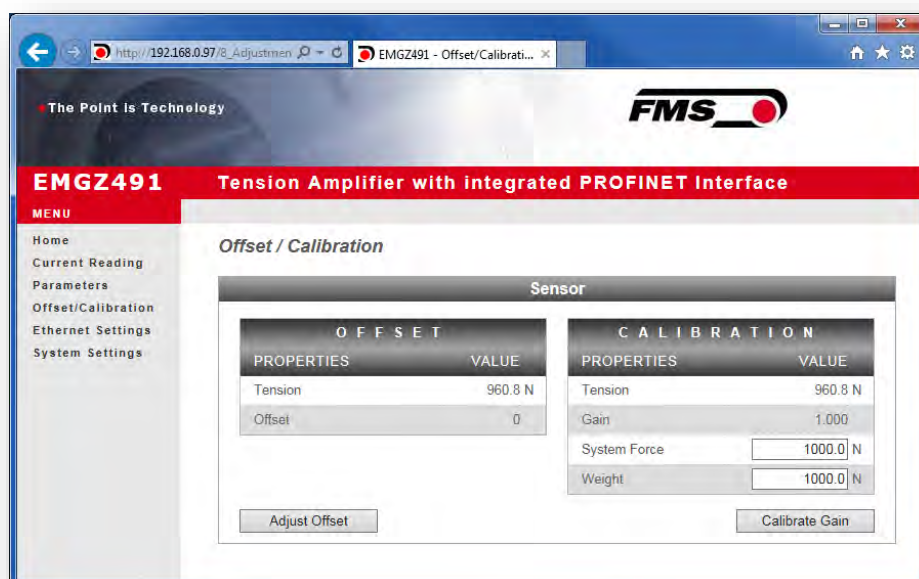 http://192.168.0.97/8_Adjustmen
EMGZ491 - Offset/Calibrati...
The Point is Technology
FMS
EMGZ491
Tension Amplifier with integrated PROFINET Interface
MENU
Home
Current Reading
Parameters
Offset/Calibration
Ethernet Settings
System Settings
Offset / Calibration
Sensor
OFFSET
PROPERTIES VALUE
Tension 960.8 N
Offset 0
Adjust Offset
CALIBRATION
PROPERTIES VALUE
Tension 960.8 N
Gain 1.000
System Force 1000.0 N
Weight 1000.0 N
Calibrate Gain